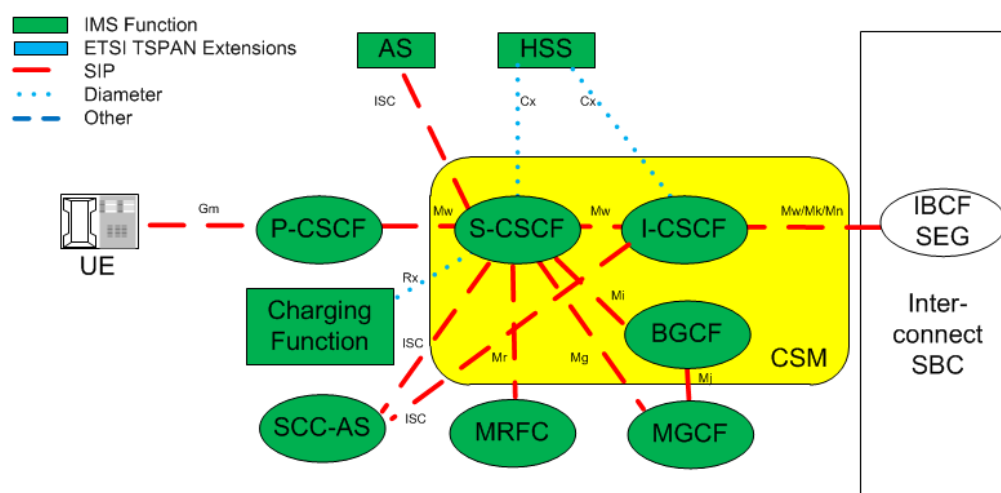 IMS Function
ETSI TSPAN Extensions
SIP
Diameter
Other
AS
HSS
ISC
Cx
Cx
Gm
Mw
Mw
Mw/Mk/Mn
UE
P-CSCF
S-CSCF
I-CSCF
IBCF
SEG
Rx
Charging
Function
Mi
BGCF
Inter-
connect
SBC
ISC
Mr
Mg
CSM
Mj
ISC
SCC-AS
MRFC
MGCF